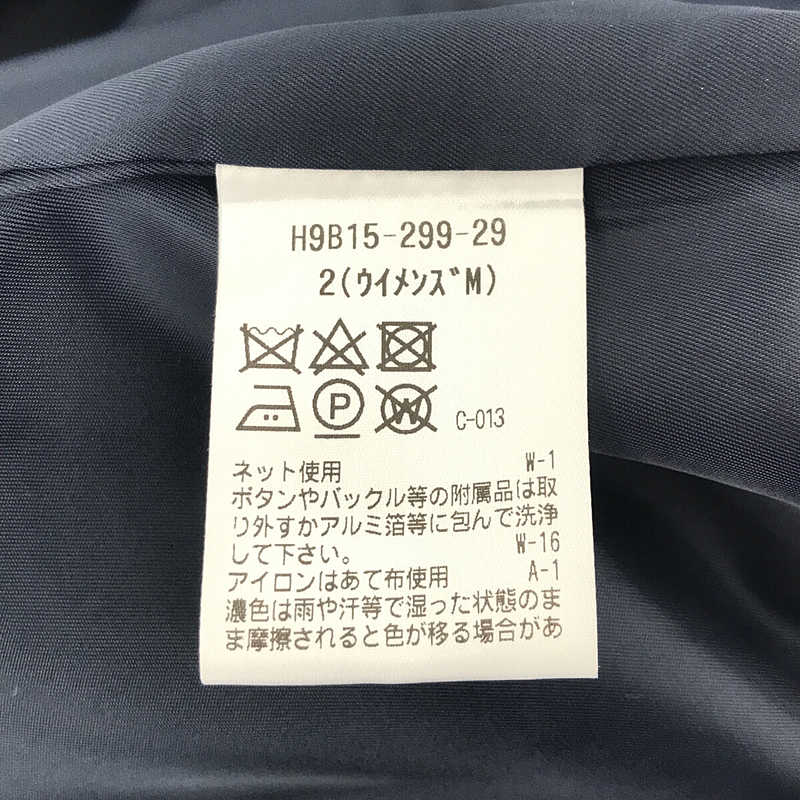 H9B15-299-29
2(ｳｲﾒﾝｽﾞM)
P W C-013
ネット使用 W-1
ボタンやバックル等の附属品は取
り外すかアルミ箔等に包んで洗浄
して下さい。 W-16
アイロンはあて布使用 A-1
濃色は雨や汗等で湿った状態のま
ま摩擦されると色が移る場合があ